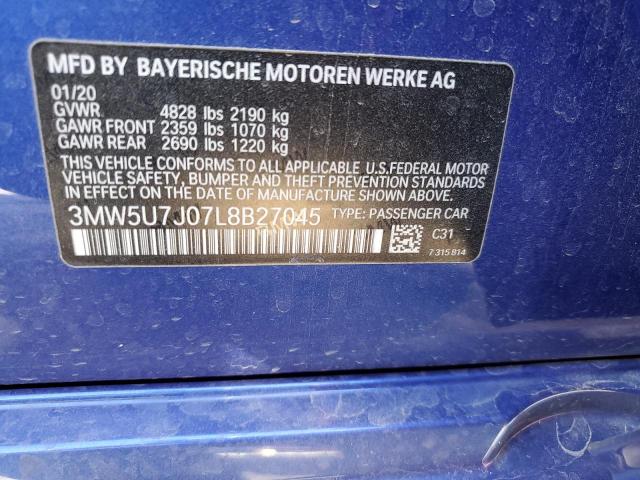 MFD BY BAYERISCHE MOTOREN WERKE AG
01/20
GVWR 4828 lbs 2190 kg
GAWR FRONT 2359 lbs 1070 kg
GAWR REAR 2690 lbs 1220 kg
THIS VEHICLE CONFORMS TO ALL APPLICABLE U.S.FEDERAL MOTOR
VEHICLE SAFETY, BUMPER AND THEFT PREVENTION STANDARDS
IN EFFECT ON THE DATE OF MANUFACTURE SHOWN ABOVE.
3MW5U7J07L8B27045 TYPE: PASSENGER CAR
C31
7 315 814